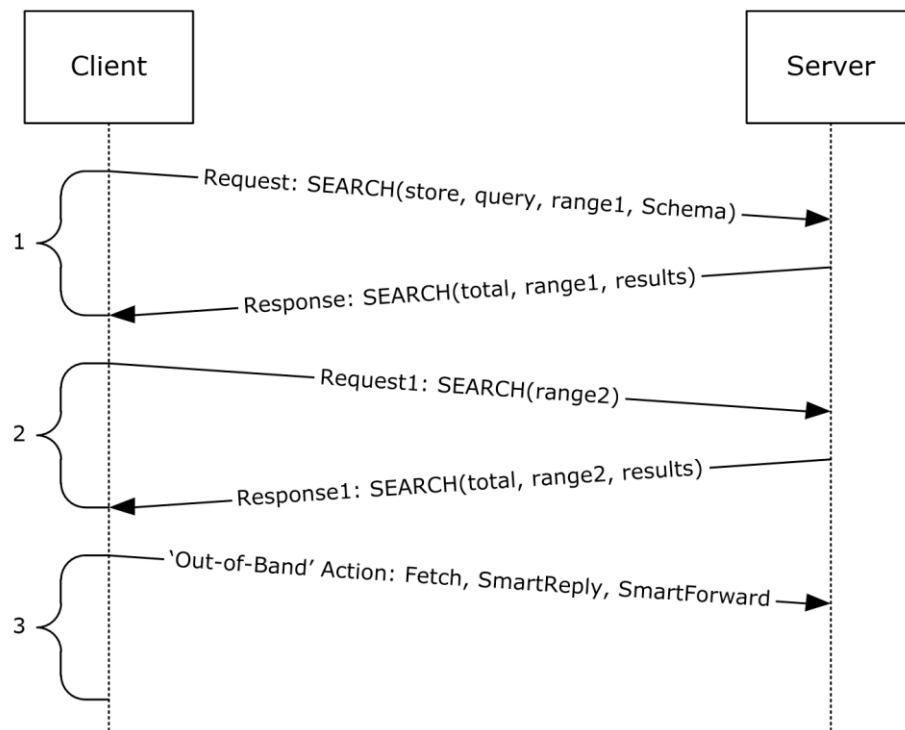 Client
Server
Request: SEARCH(store, query, range1, Schema)
1
Response: SEARCH(total, range1, results)
Request1: SEARCH(range2)
2
Response1: SEARCH(total, range2, results)
‘Out-of-Band’ Action: Fetch, SmartReply, SmartForward
3